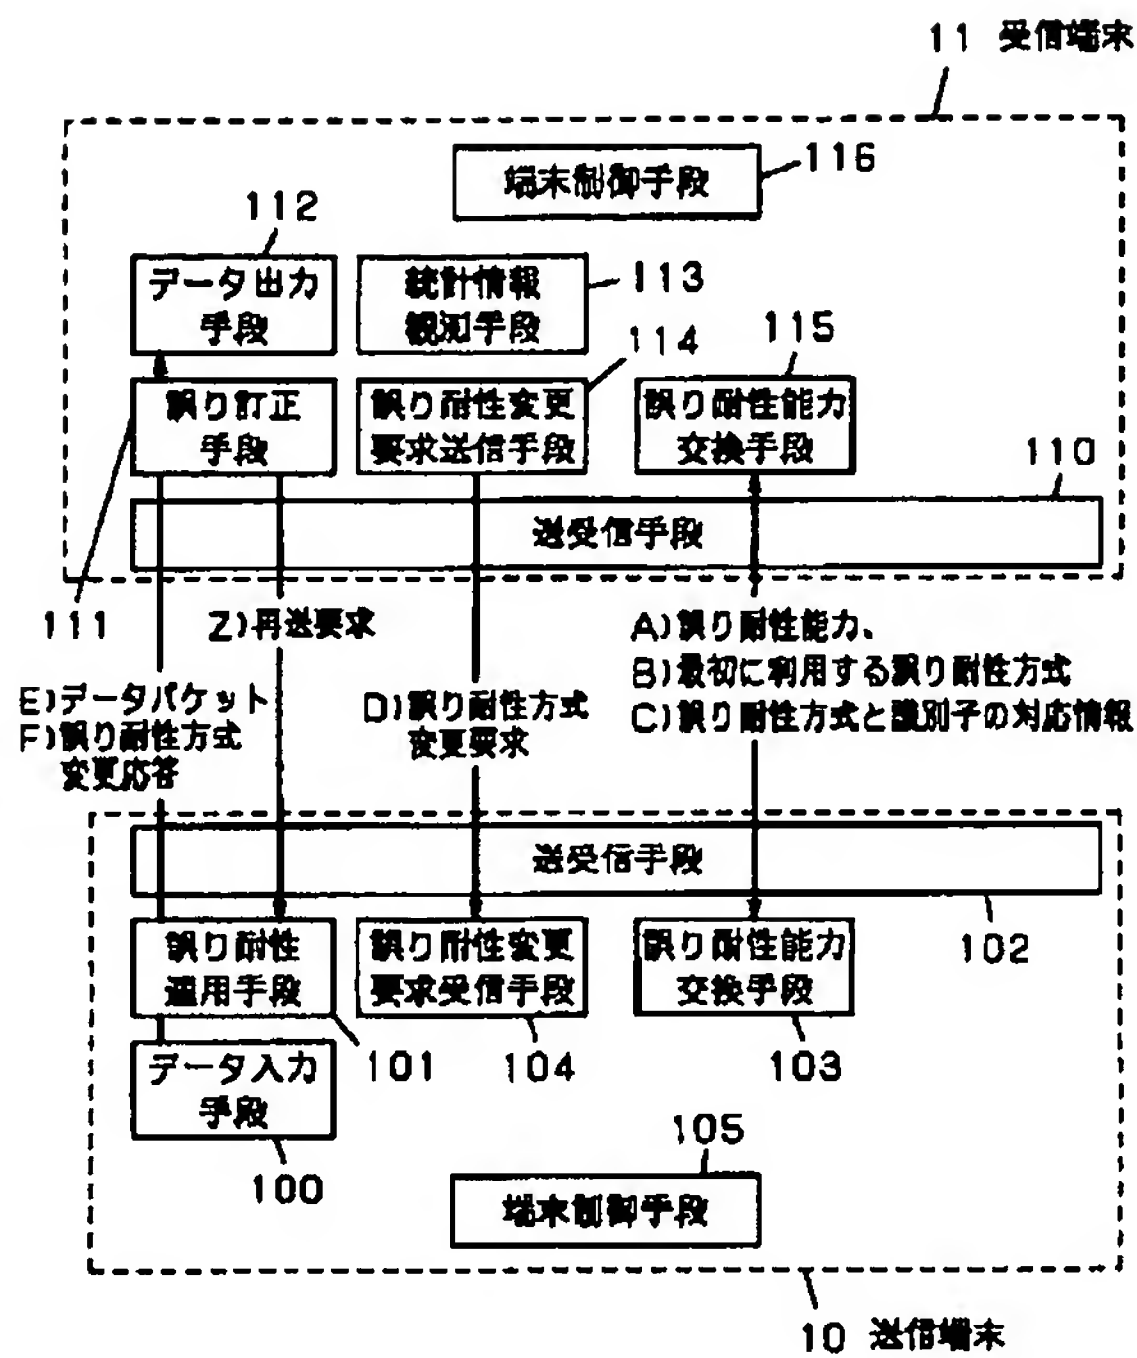 11 受信端末
端末制御手段
116
112
データ出力
手段
統計情報
観測手段
113
114
115
誤り訂正
手段
誤り耐性変更
要求送信手段
誤り耐性能力
交換手段
110
送受信手段
111
Z)再送要求
A)誤り耐性能力、
B)最初に利用する誤り耐性方式
C)誤り耐性方式と識別子の対応情報
D)誤り耐性方式
変更要求
E)データパケット
F)誤り耐性方式
変更応答
送受信手段
102
誤り耐性
適用手段
誤り耐性変更
要求受信手段
誤り耐性能力
交換手段
101
104
103
データ入力
手段
100
105
端末制御手段
10 送信端末